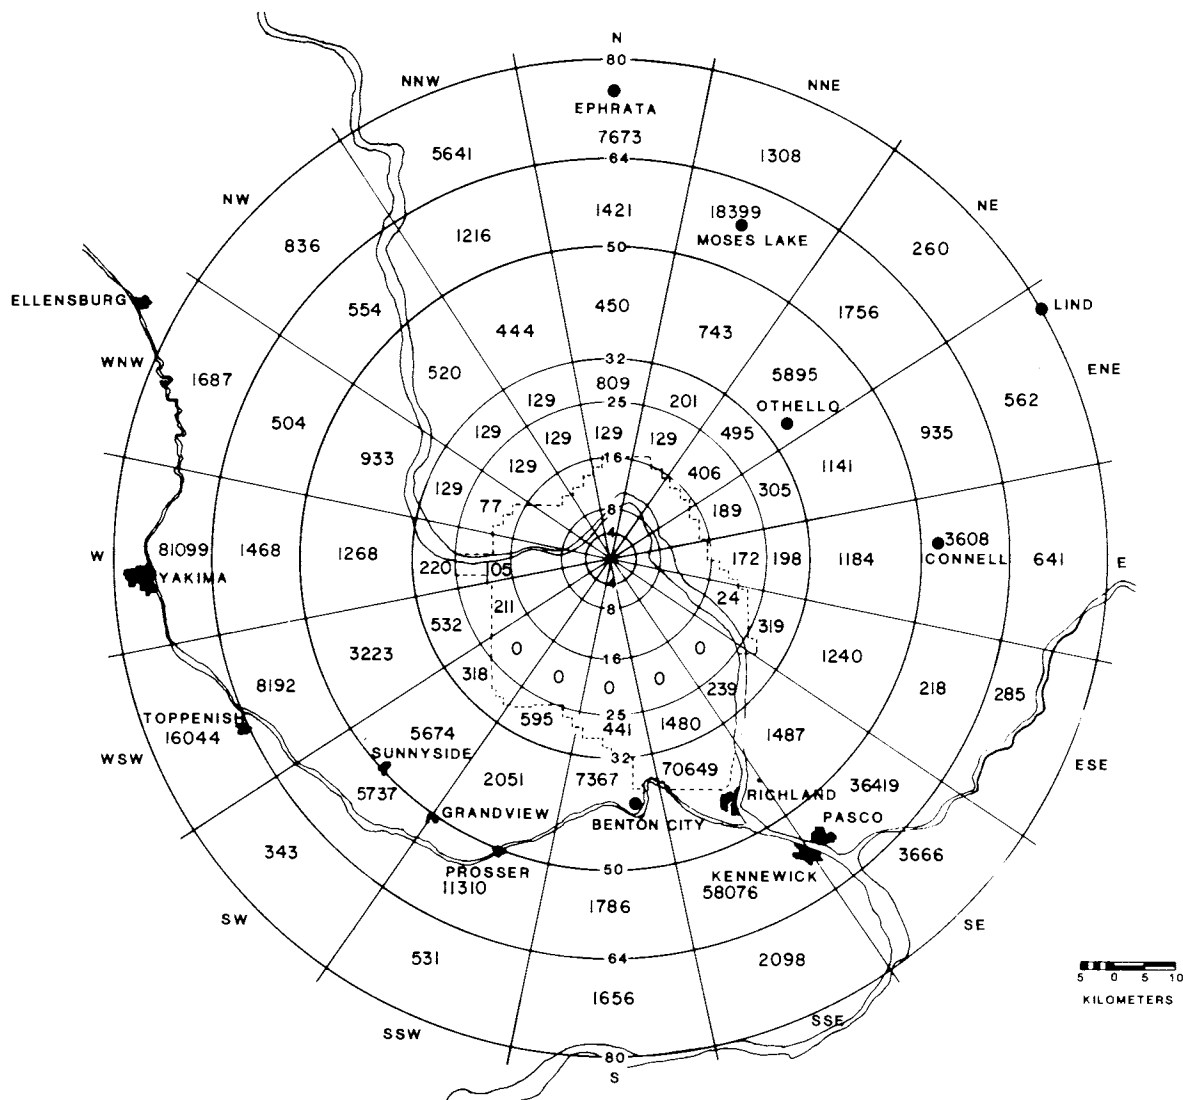 N
80
NNW
NNE
EPHRATA
7673
5641
1308
64
NW
NE
1421
18399
MOSES LAKE
1216
836
260
50
ELLENSBURG
LIND
554
450
1756
444
743
WNW
32
ENE
1687
520
5895
809
562
129
25
201
OTHELLO
504
129
129
129
129
495
935
933
16
129
406
1141
129
305
77
189
8
4
W
81099
1468
1268
220
105
172
198
1184
3608
CONNELL
641
E
YAKIMA
4
24
211
8
532
319
0
0
3223
16
1240
318
0
0
0
239
8192
218
285
TOPPENISH
16044
595
25
441
1480
5674
1487
WSW
SUNNYSIDE
32
ESE
2051
7367
70649
36419
5737
RICHLAND
GRANDVIEW
BENTON CITY
PASCO
343
3666
PROSSER
11310
50
KENNEWICK
58076
1786
SW
SE
531
64
2098
5 0 5 10
KILOMETERS
1656
SSW
SSE
80
S